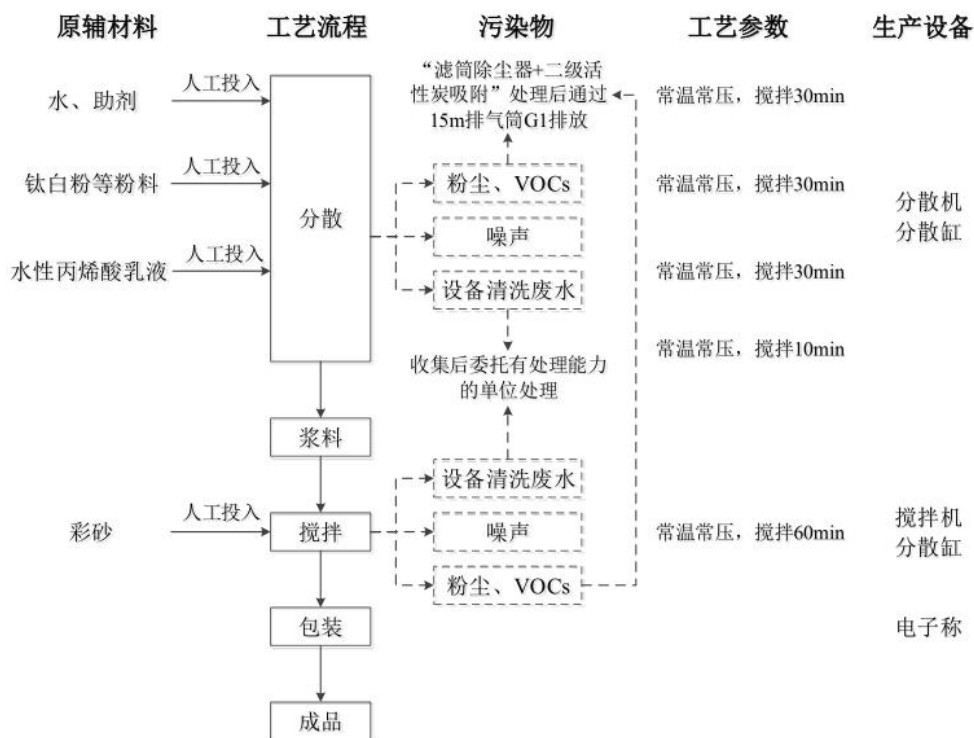 原辅材料 工艺流程 污染物 工艺参数 生产设备
“滤筒除尘器+二级活
性炭吸附”处理后通过
15m排气筒G1排放
人工投入
水、助剂
常温常压，搅拌30min
人工投入
钛白粉等粉料
粉尘、VOCs
常温常压，搅拌30min
分散
分散机
分散缸
噪声
人工投入
水性丙烯酸乳液
设备清洗废水
常温常压，搅拌30min
常温常压，搅拌10min
收集后委托有处理能力
的单位处理
浆料
设备清洗废水
人工投入
彩砂
搅拌
噪声
常温常压，搅拌60min
搅拌机
分散缸
粉尘、VOCs
包装
电子称
成品